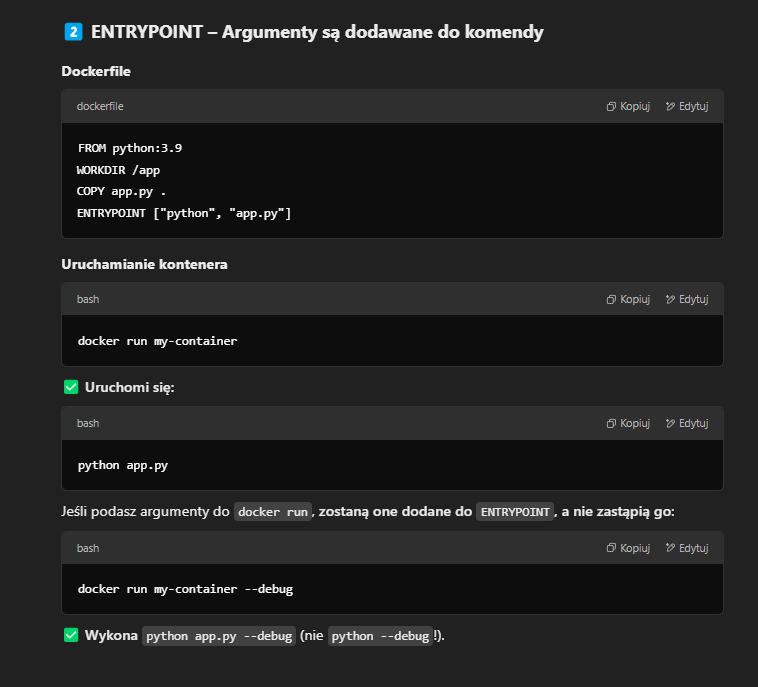 2 ENTRYPOINT – Argumenty są dodawane do komendy
Dockerfile
dockerfile Kopiuj Edytuj
FROM python:3.9
WORKDIR /app
COPY app.py .
ENTRYPOINT ["python", "app.py"]
Uruchamianie kontenera
bash Kopiuj Edytuj
docker run my-container
✅ Uruchomi się:
bash Kopiuj Edytuj
python app.py
Jeśli podasz argumenty do docker run, zostaną one dodane do ENTRYPOINT, a nie zastąpią go:
bash Kopiuj Edytuj
docker run my-container --debug
✅ Wykona python app.py --debug (nie python --debug!).